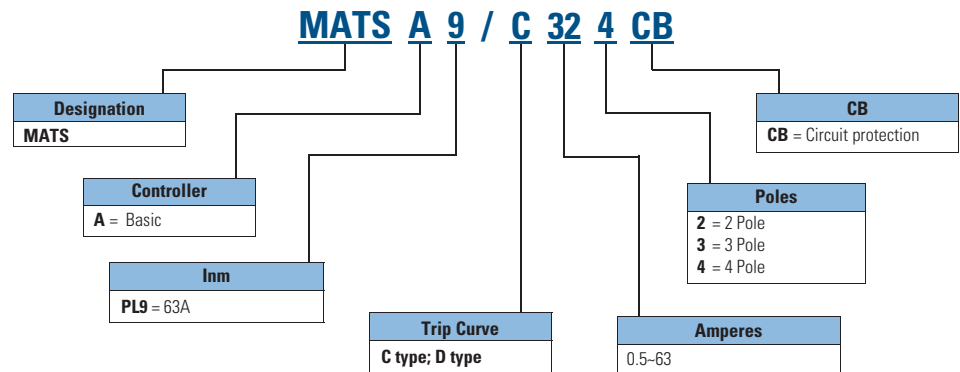 MATS A 9 / C 32 4 CB
Designation
MATS
CB
CB = Circuit protection
Controller
A = Basic
Poles
2 = 2 Pole
3 = 3 Pole
4 = 4 Pole
Inm
PL9 = 63A
Trip Curve
C type; D type
Amperes
0.5~63